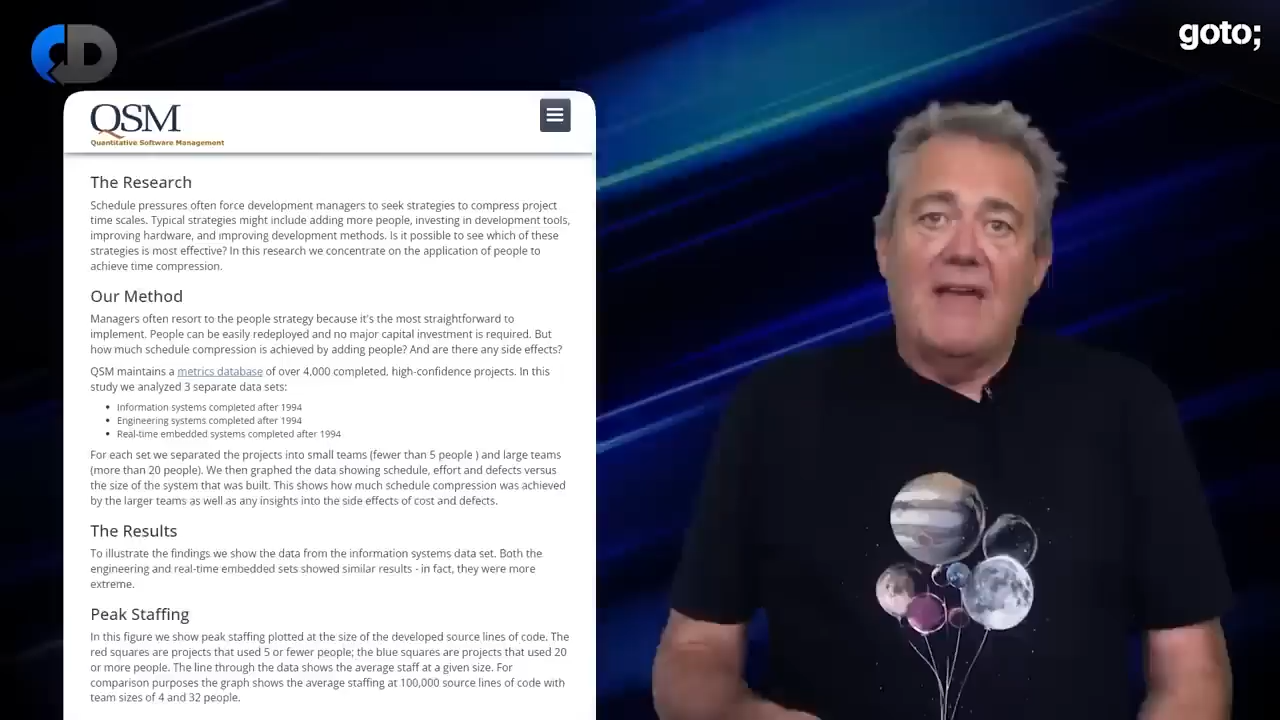 CD
goto;
QSM
Quantitative Software Management
The Research
Schedule pressures often force development managers to seek strategies to compress project
time scales. Typical strategies might include adding more people, investing in development tools,
improving hardware, and improving development methods. Is it possible to see which of these
strategies is most effective? In this research we concentrate on the application of people to
achieve time compression.
Our Method
Managers often resort to the people strategy because it's the most straightforward to
implement. People can be easily redeployed and no major capital investment is required. But
how much schedule compression is achieved by adding people? And are there any side effects?
QSM maintains a metrics database of over 4,000 completed, high-confidence projects. In this
study we analyzed 3 separate data sets:
• Information systems completed after 1994
• Engineering systems completed after 1994
• Real-time embedded systems completed after 1994
For each set we separated the projects into small teams (fewer than 5 people ) and large teams
(more than 20 people). We then graphed the data showing schedule, effort and defects versus
the size of the system that was built. This shows how much schedule compression was achieved
by the larger teams as well as any insights into the side effects of cost and defects.
The Results
To illustrate the findings we show the data from the information systems data set. Both the
engineering and real-time embedded sets showed similar results - in fact, they were more
extreme.
Peak Staffing
In this figure we show peak staffing plotted at the size of the developed source lines of code. The
red squares are projects that used 5 or fewer people; the blue squares are projects that used 20
or more people. The line through the data shows the average staff at a given size. For
comparison purposes the graph shows the average staffing at 100,000 source lines of code with
team sizes of 4 and 32 people.